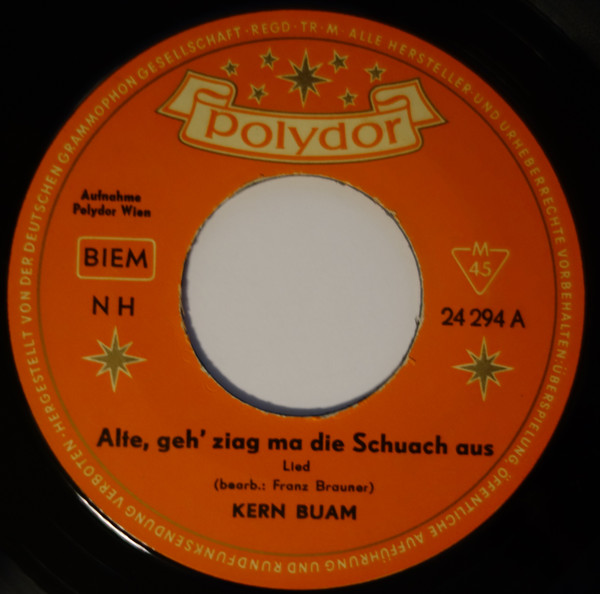 HERGESTELLT VON DER DEUTSCHEN GRAMMOPHON GESELLSCHAFT · REGD · TR · M · ALLE HERSTELLER- UND URHEBERRECHTE VORBEHALTEN · ÜBERSPIELUNG ÖFFENTLICHE AUFFÜHRUNG UND RUNDFUNKSENDUNG VERBOTEN ·
Polydor
Aufnahme
Polydor Wien
BIEM
M
45
NH
24 294 A
Alte, geh' ziag ma die Schuach aus
Lied
(bearb.: Franz Brauner)
KERN BUAM